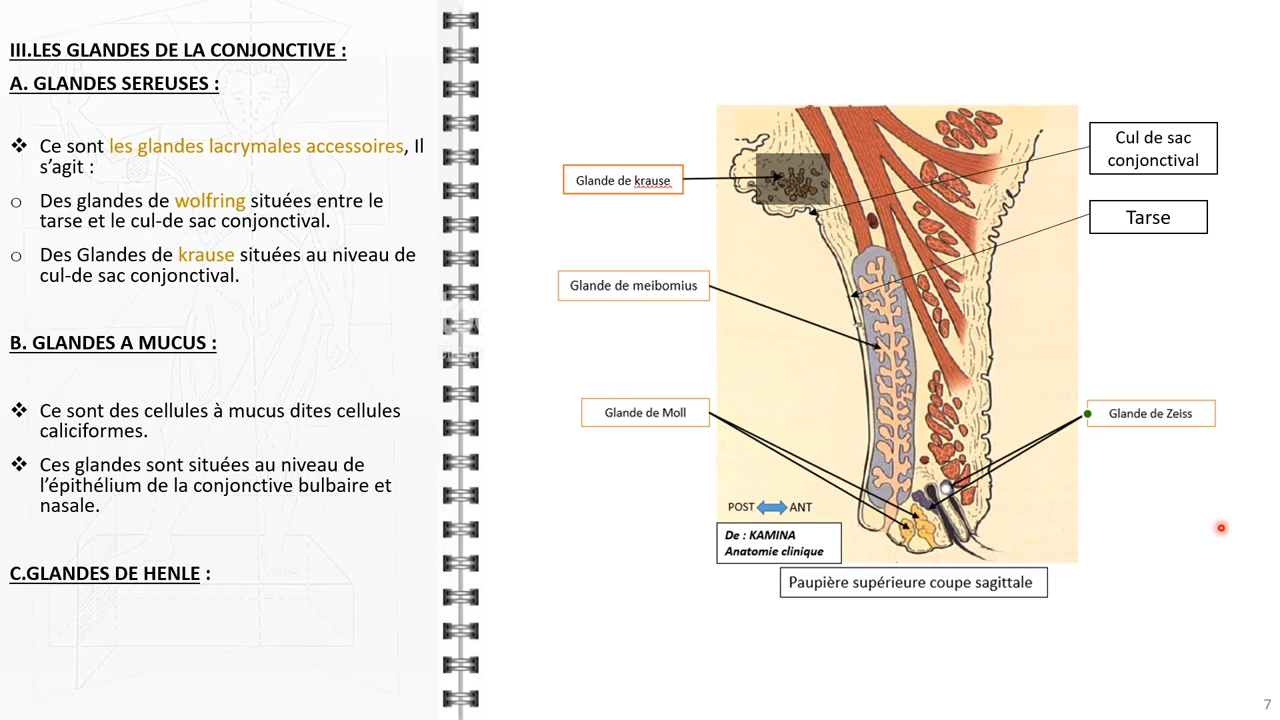 III.LES GLANDES DE LA CONJONCTIVE :
A. GLANDES SEREUSES :
❖ Ce sont les glandes lacrymales accessoires, Il
s’agit :
o Des glandes de wolfring situées entre le
tarse et le cul-de sac conjonctival.
o Des Glandes de krause situées au niveau de
cul-de sac conjonctival.
B. GLANDES A MUCUS :
❖ Ce sont des cellules à mucus dites cellules
caliciformes.
❖ Ces glandes sont situées au niveau de
l’épithélium de la conjonctive bulbaire et
nasale.
C.GLANDES DE HENLE :
Glande de krause
Cul de sac
conjonctival
Tarse
Glande de meibomius
Glande de Moll
Glande de Zeiss
POST ANT
De : KAMINA
Anatomie clinique
Paupière supérieure coupe sagittale
7